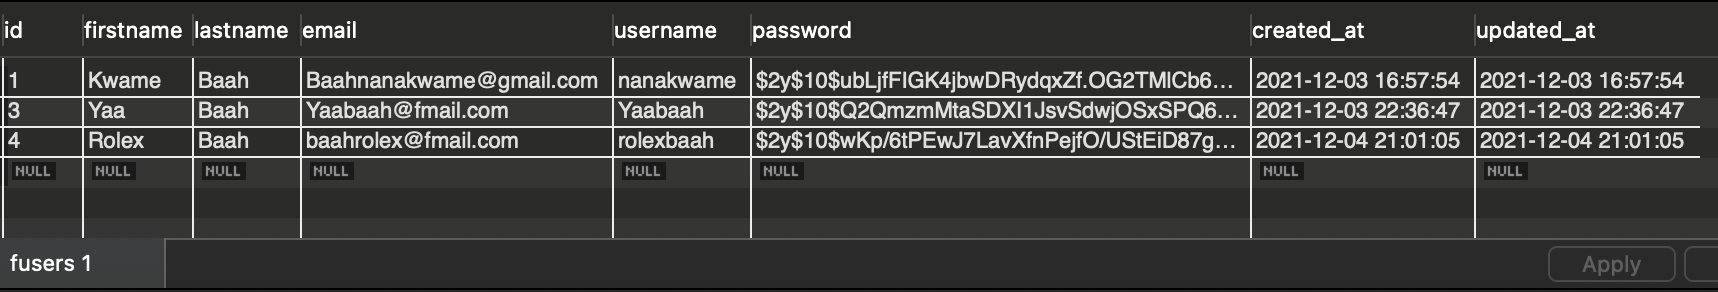 id firstname lastname email username password created_at updated_at
1 Kwame Baah Baahnanakwame@gmail.com nanakwame $2y$10$ubLjfFIGK4jbwDRydqxZf.OG2TMlCb6... 2021-12-03 16:57:54 2021-12-03 16:57:54
3 Yaa Baah Yaabaah@fmail.com Yaabaah $2y$10$Q2QmzmMtaSDXI1JsvSdwjOSxSPQ6... 2021-12-03 22:36:47 2021-12-03 22:36:47
4 Rolex Baah baahrolex@fmail.com rolexbaah $2y$10$wKp/6tPEwJ7LavXfnPejfO/UStEiD87g... 2021-12-04 21:01:05 2021-12-04 21:01:05
NULL NULL NULL NULL NULL NULL NULL NULL
fusers 1 Apply